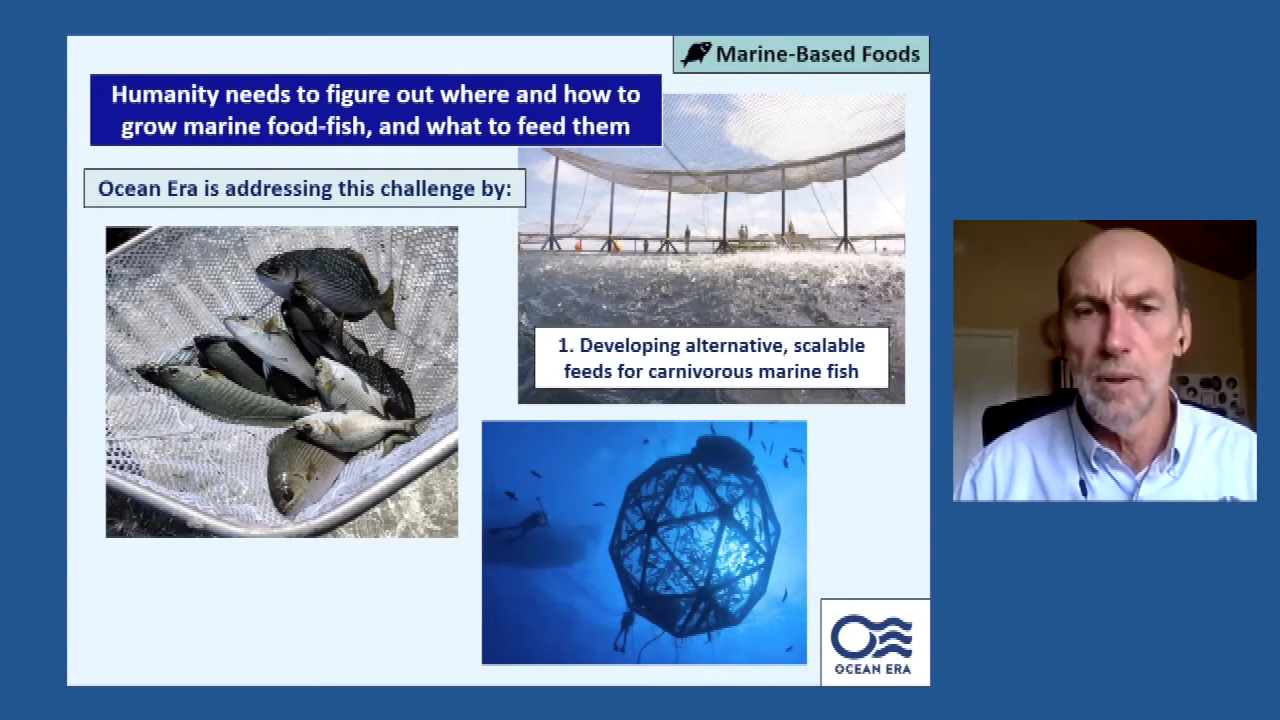 Marine-Based Foods
Humanity needs to figure out where and how to
grow marine food-fish, and what to feed them
Ocean Era is addressing this challenge by:
1. Developing alternative, scalable
feeds for carnivorous marine fish
OCEAN ERA